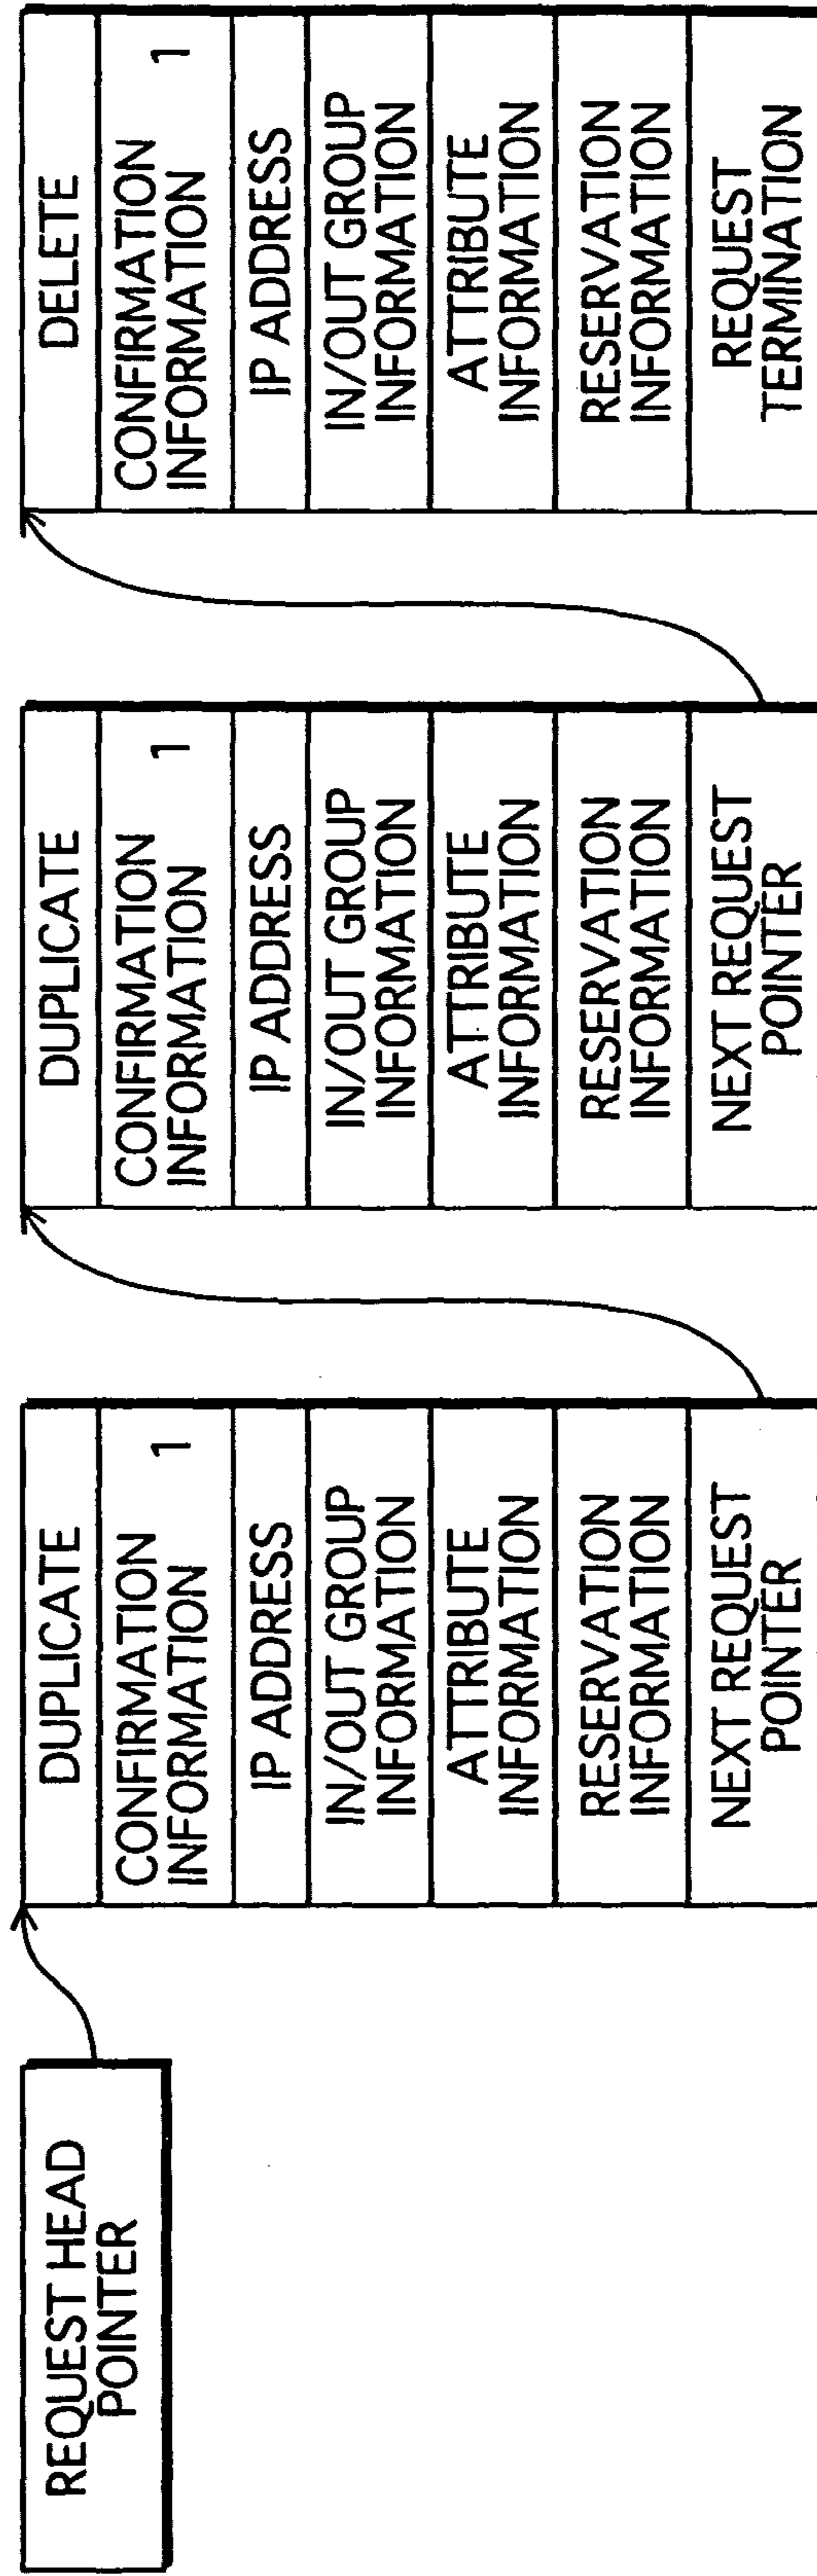 REQUEST HEAD
POINTER
DUPLICATE
CONFIRMATION
INFORMATION 1
IP ADDRESS
IN/OUT GROUP
INFORMATION
ATTRIBUTE
INFORMATION
RESERVATION
INFORMATION
NEXT REQUEST
POINTER
DUPLICATE
CONFIRMATION
INFORMATION 1
IP ADDRESS
IN/OUT GROUP
INFORMATION
ATTRIBUTE
INFORMATION
RESERVATION
INFORMATION
NEXT REQUEST
POINTER
DELETE
CONFIRMATION
INFORMATION 1
IP ADDRESS
IN/OUT GROUP
INFORMATION
ATTRIBUTE
INFORMATION
RESERVATION
INFORMATION
REQUEST
TERMINATION